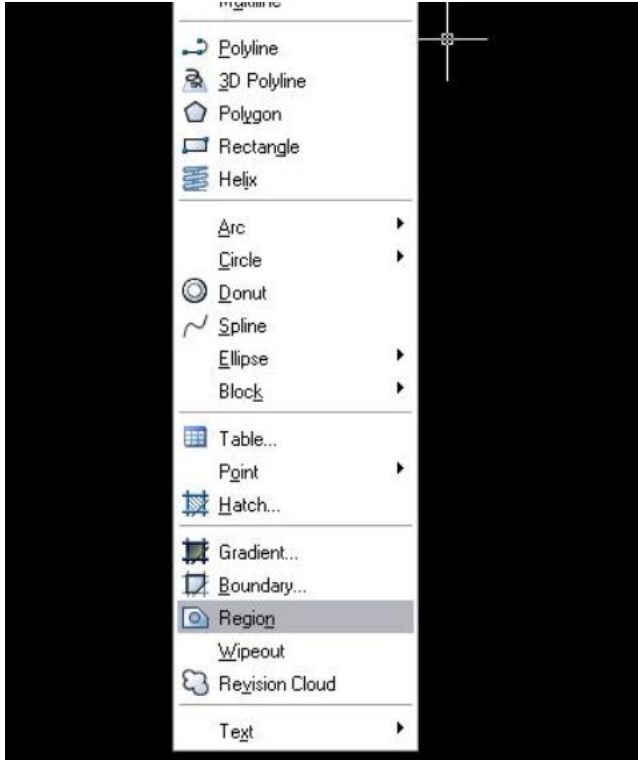 Multiline
Polyline
3D Polyline
Polygon
Rectangle
Helix
Arc
Circle
Donut
Spline
Ellipse
Block
Table...
Point
Hatch...
Gradient...
Boundary...
Region
Wipeout
Revision Cloud
Text